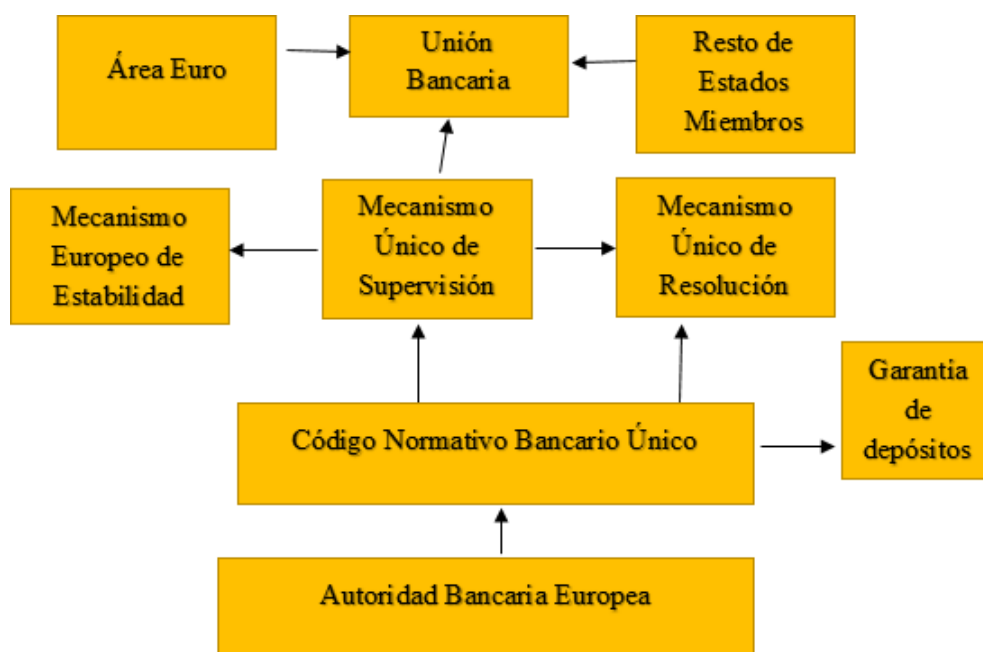 Área Euro
Unión
Bancaria
Resto de
Estados
Miembros
Mecanismo
Europeo de
Estabilidad
Mecanismo
Único de
Supervisión
Mecanismo
Único de
Resolución
Garantia
de
depósitos
Código Normativo Bancario Único
Autoridad Bancaria Europea